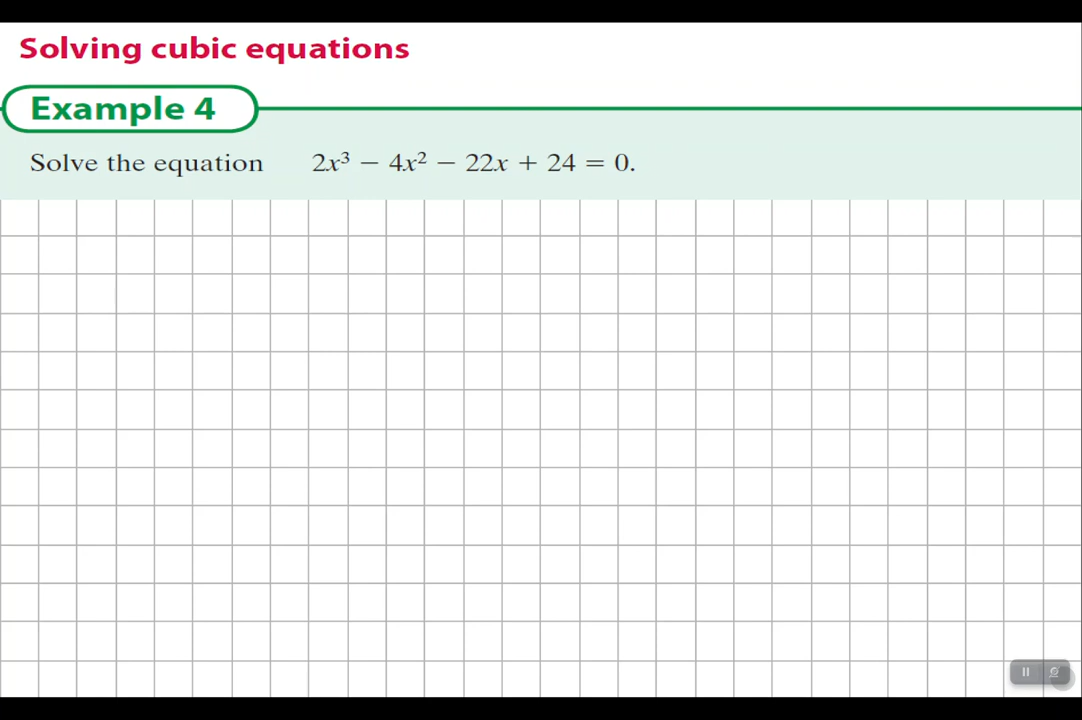 Solving cubic equations
Example 4
Solve the equation 2x³ − 4x² − 22x + 24 = 0.